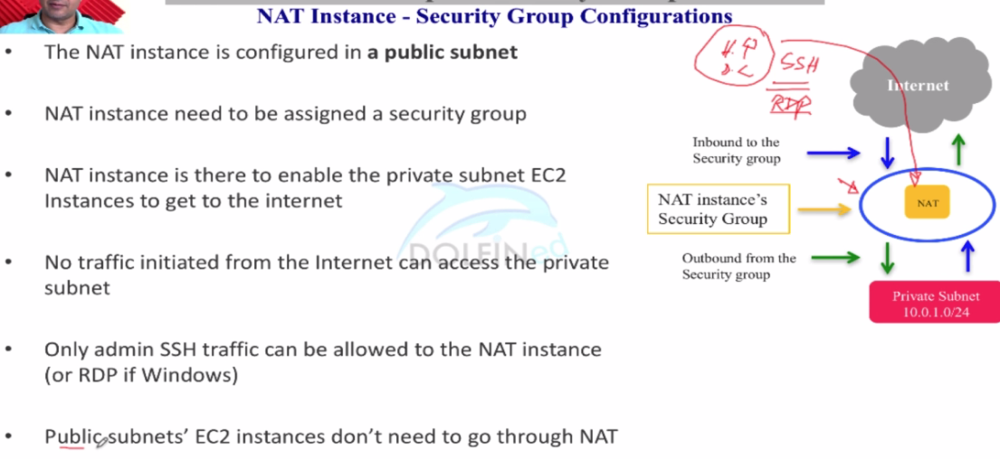 NAT Instance - Security Group Configurations
• The NAT instance is configured in a public subnet
• NAT instance need to be assigned a security group
• NAT instance is there to enable the private subnet EC2
Instances to get to the internet
• No traffic initiated from the Internet can access the private
subnet
• Only admin SSH traffic can be allowed to the NAT instance
(or RDP if Windows)
• Public subnets' EC2 instances don't need to go through NAT
DOLFINed
SSH
RDP
Internet
Inbound to the
Security group
NAT instance's
Security Group
NAT
Outbound from the
Security group
Private Subnet
10.0.1.0/24